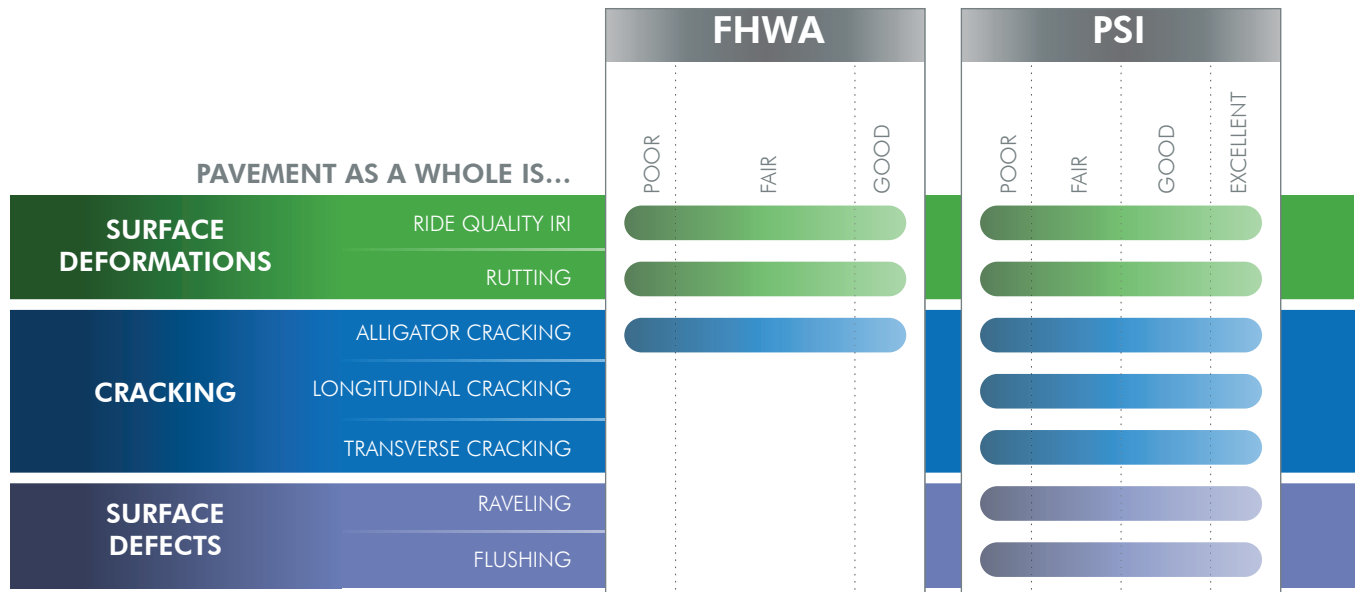 FHWA
PSI
POOR
FAIR
GOOD
POOR
FAIR
GOOD
EXCELLENT
PAVEMENT AS A WHOLE IS...
SURFACE
DEFORMATIONS
RIDE QUALITY IRI
RUTTING
CRACKING
ALLIGATOR CRACKING
LONGITUDINAL CRACKING
TRANSVERSE CRACKING
SURFACE
DEFECTS
RAVELING
FLUSHING